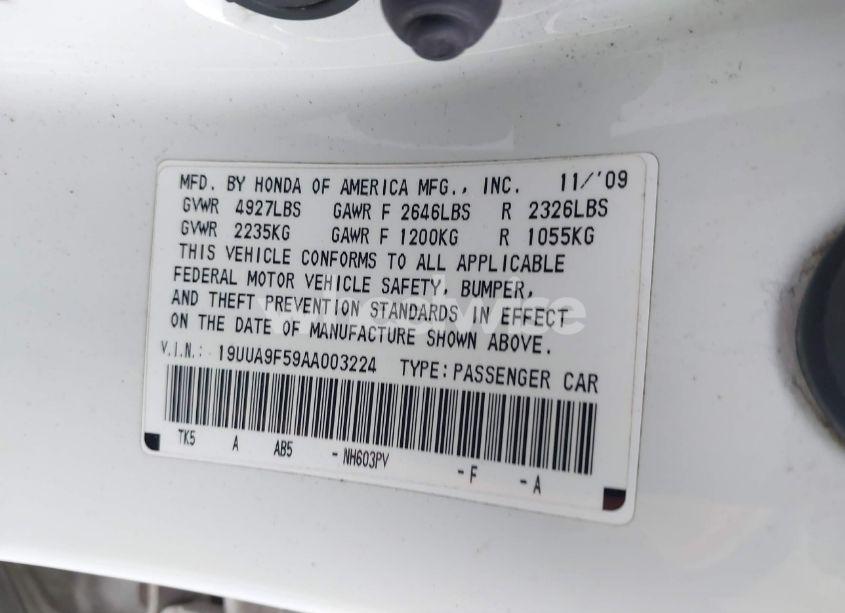 MFD. BY HONDA OF AMERICA MFG., INC. 11/'09
GVWR 4927LBS GAWR F 2646LBS R 2326LBS
GVWR 2235KG GAWR F 1200KG R 1055KG
THIS VEHICLE CONFORMS TO ALL APPLICABLE
FEDERAL MOTOR VEHICLE SAFETY, BUMPER,
AND THEFT PREVENTION STANDARDS IN EFFECT
ON THE DATE OF MANUFACTURE SHOWN ABOVE.
V.I.N.: 19UUA9F59AA003224 TYPE:PASSENGER CAR
TK5 A AB5 -NH603PV -F -A